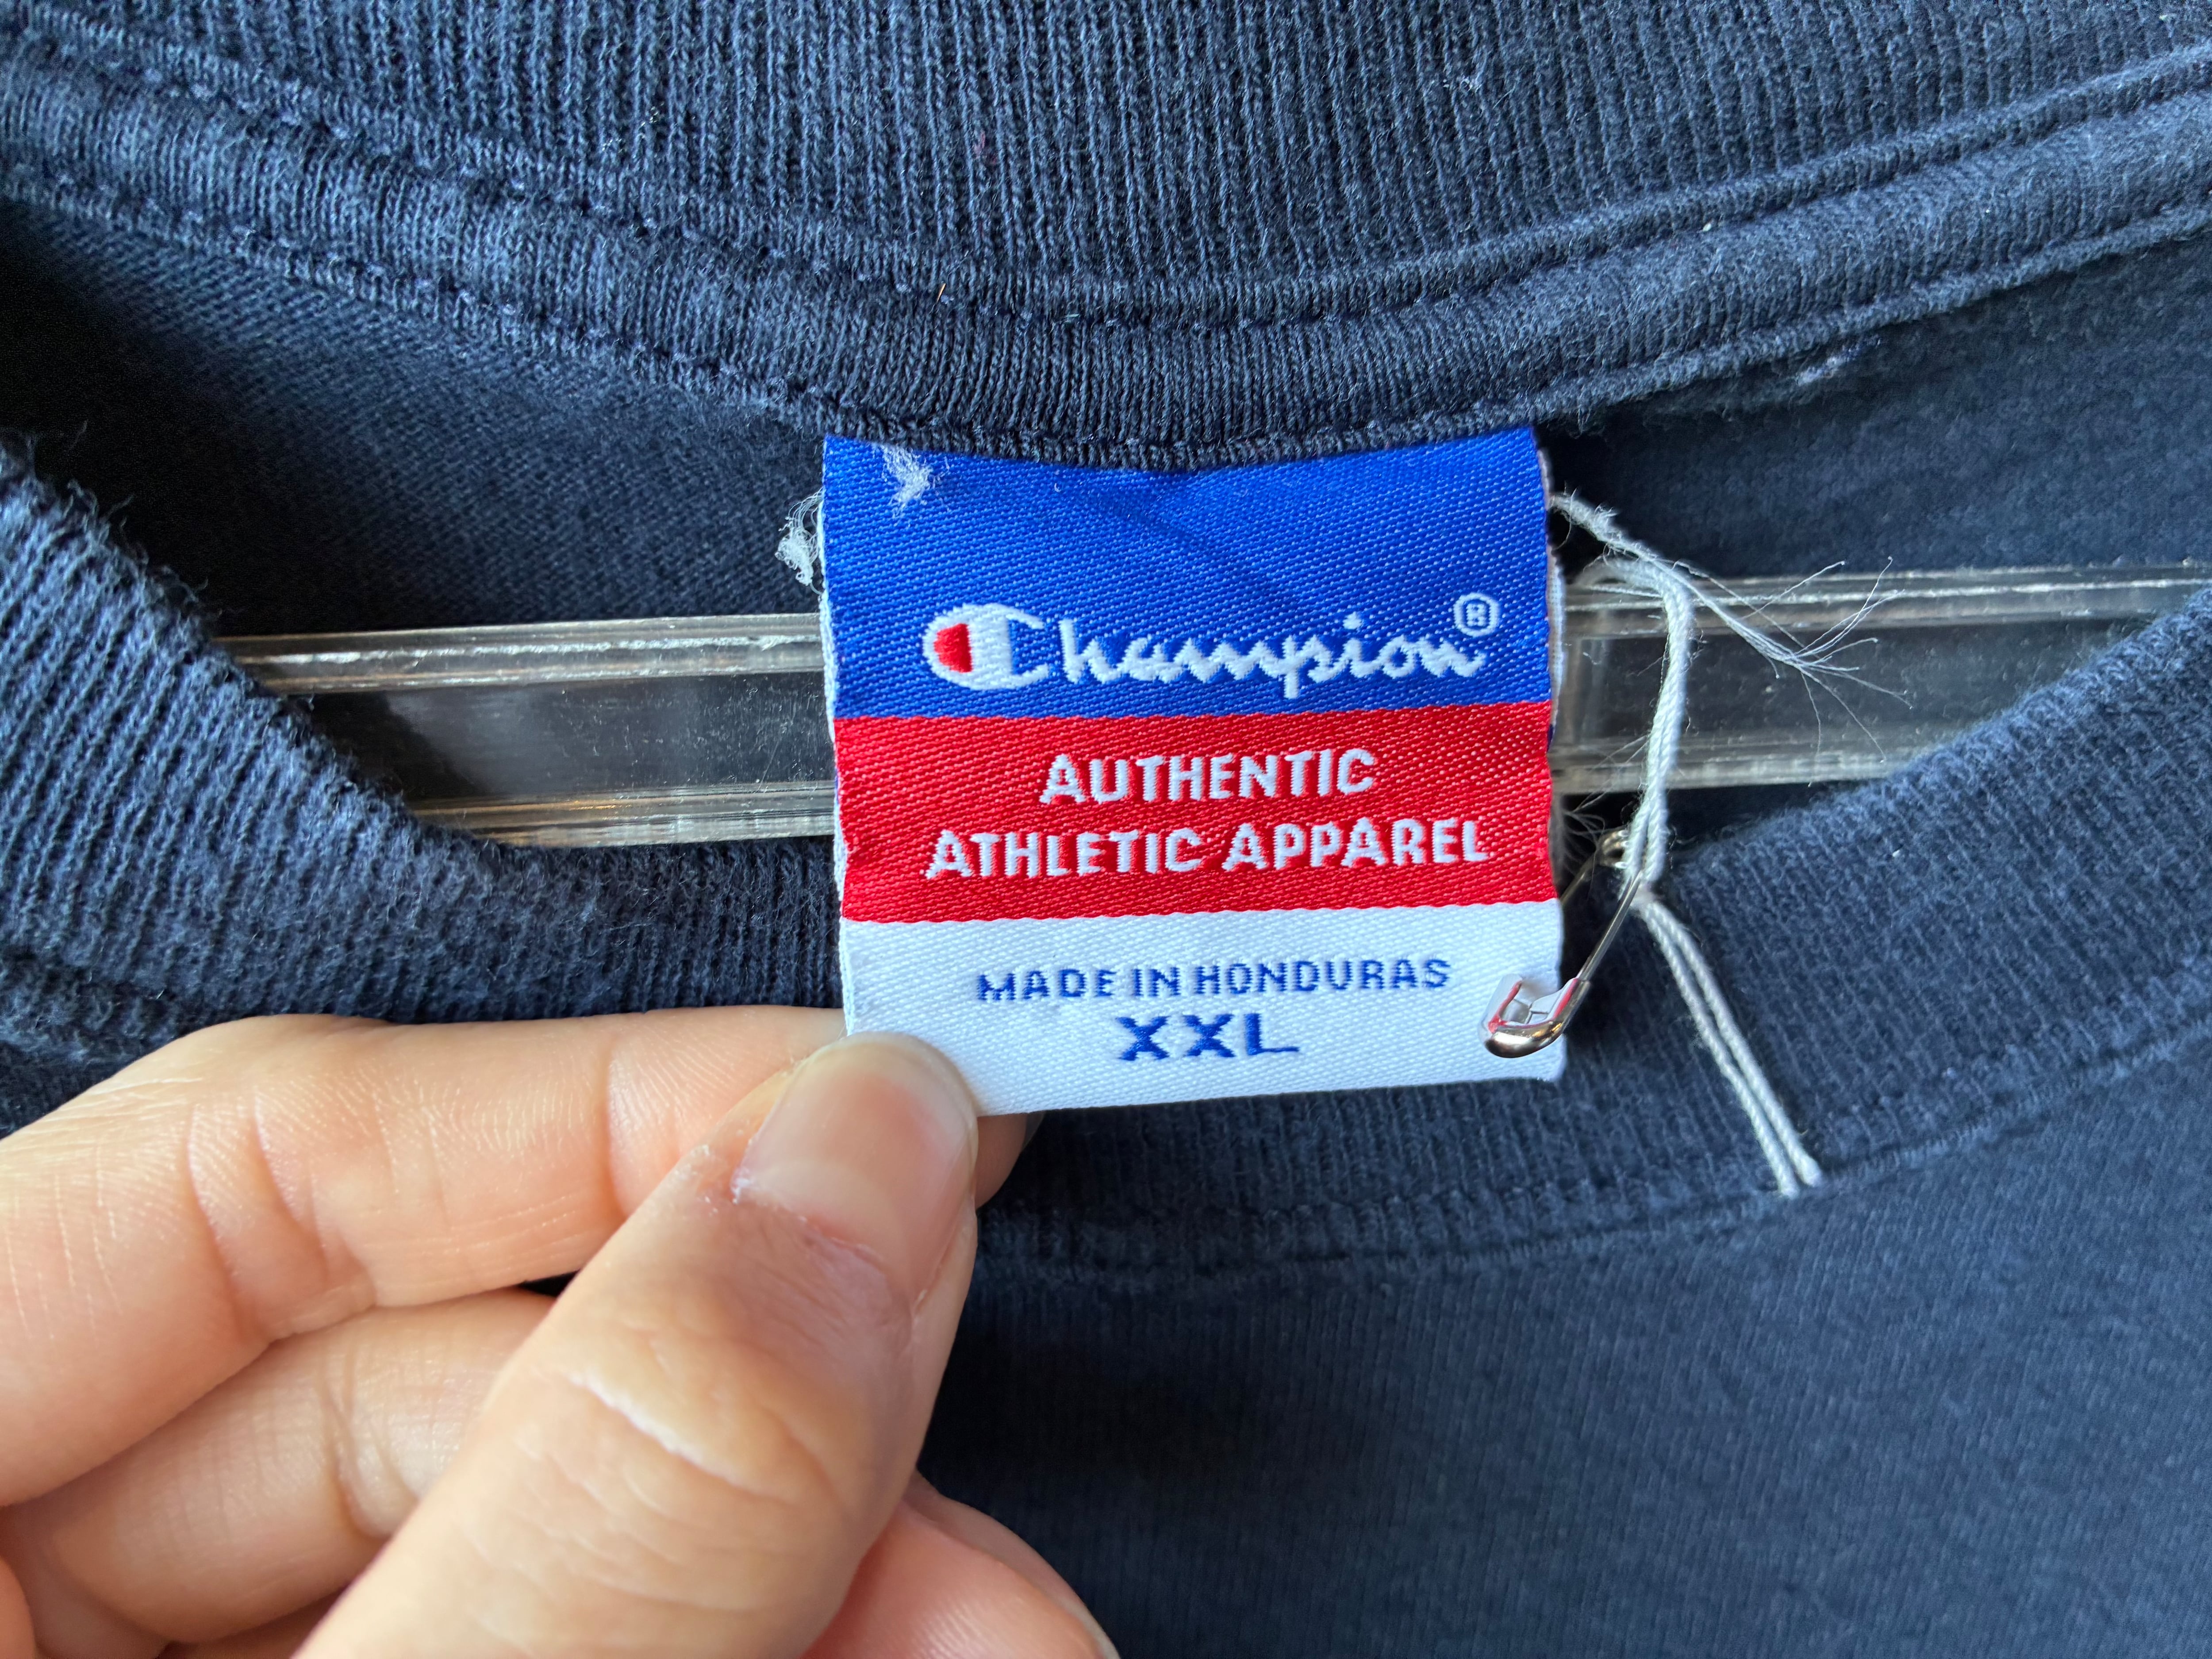 Champion®
AUTHENTIC
ATHLETIC APPAREL
MADE IN HONDURAS
XXL